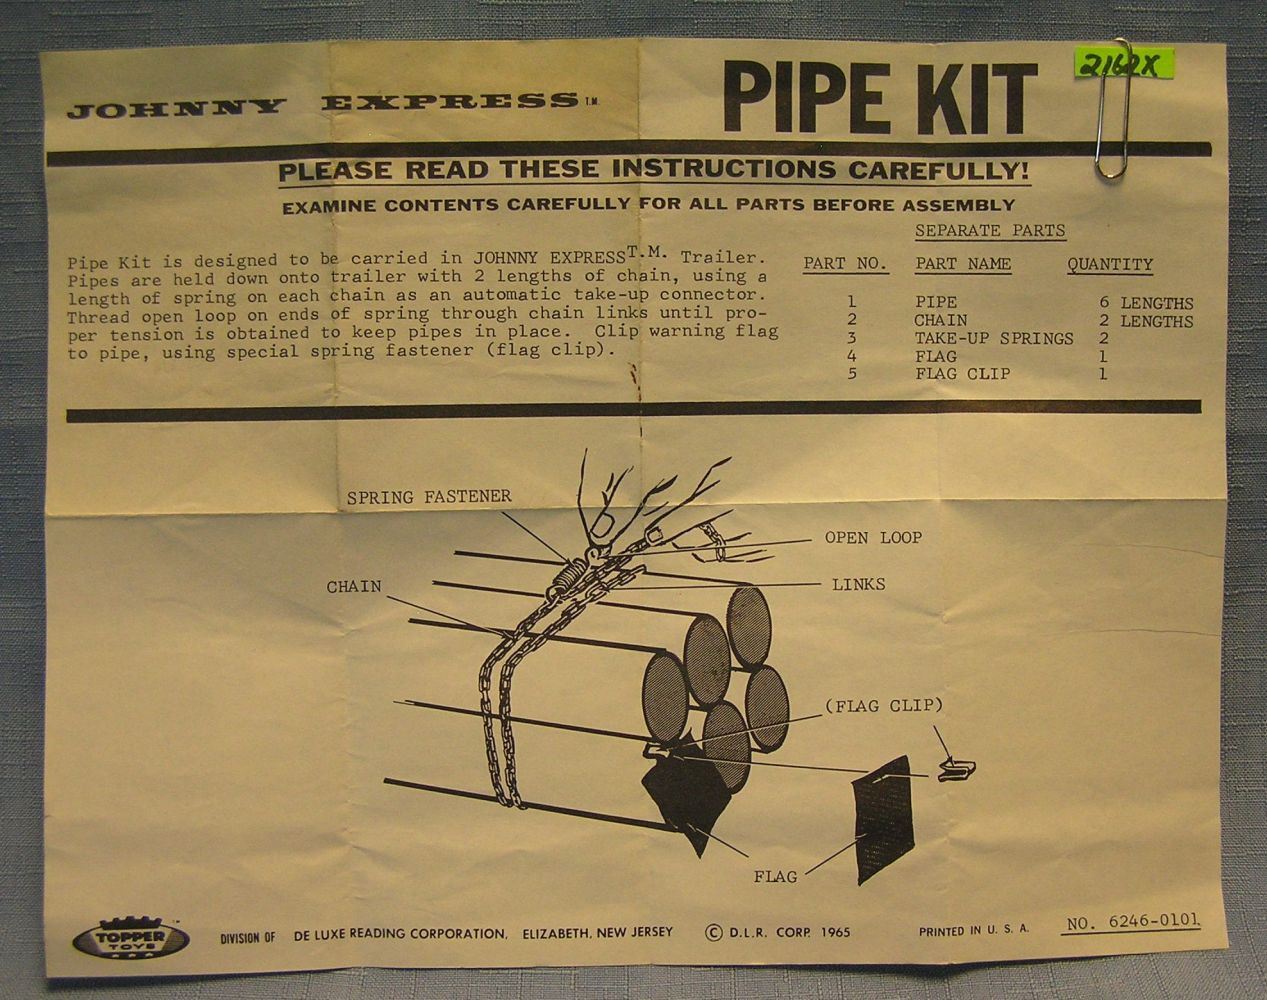 2162X
JOHNNY EXPRESS T.M. PIPE KIT
PLEASE READ THESE INSTRUCTIONS CAREFULLY!
EXAMINE CONTENTS CAREFULLY FOR ALL PARTS BEFORE ASSEMBLY
Pipe Kit is designed to be carried in JOHNNY EXPRESS T.M. Trailer.
Pipes are held down onto trailer with 2 lengths of chain, using a
length of spring on each chain as an automatic take-up connector.
Thread open loop on ends of spring through chain links until pro-
per tension is obtained to keep pipes in place. Clip warning flag
to pipe, using special spring fastener (flag clip).
SEPARATE PARTS
PART NO. PART NAME QUANTITY
1 PIPE 6 LENGTHS
2 CHAIN 2 LENGTHS
3 TAKE-UP SPRINGS 2
4 FLAG 1
5 FLAG CLIP 1
SPRING FASTENER
OPEN LOOP
CHAIN
LINKS
(FLAG CLIP)
FLAG
TOPPER
TOYS
DIVISION OF DE LUXE READING CORPORATION, ELIZABETH, NEW JERSEY © D.L.R. CORP. 1965 PRINTED IN U. S. A. NO. 6246-0101